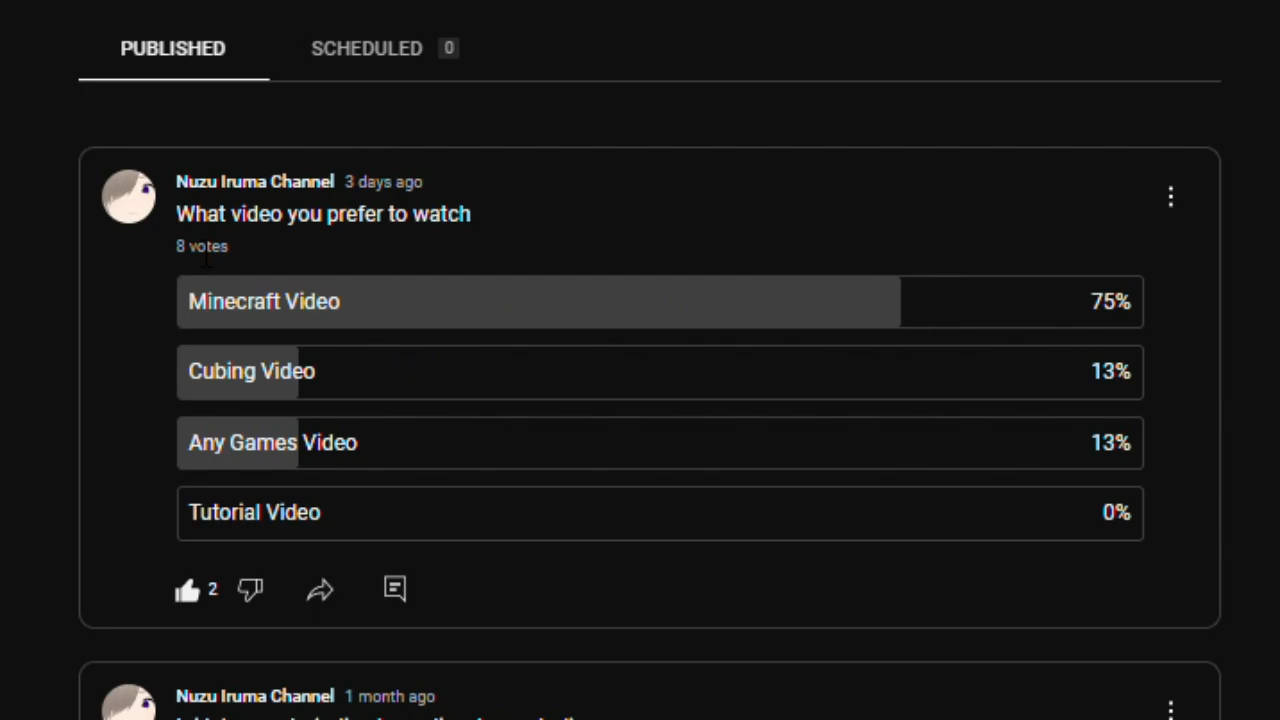 PUBLISHED SCHEDULED 0
Nuzu Iruma Channel 3 days ago
What video you prefer to watch
8 votes
Minecraft Video 75%
Cubing Video 13%
Any Games Video 13%
Tutorial Video 0%
2
Nuzu Iruma Channel 1 month ago